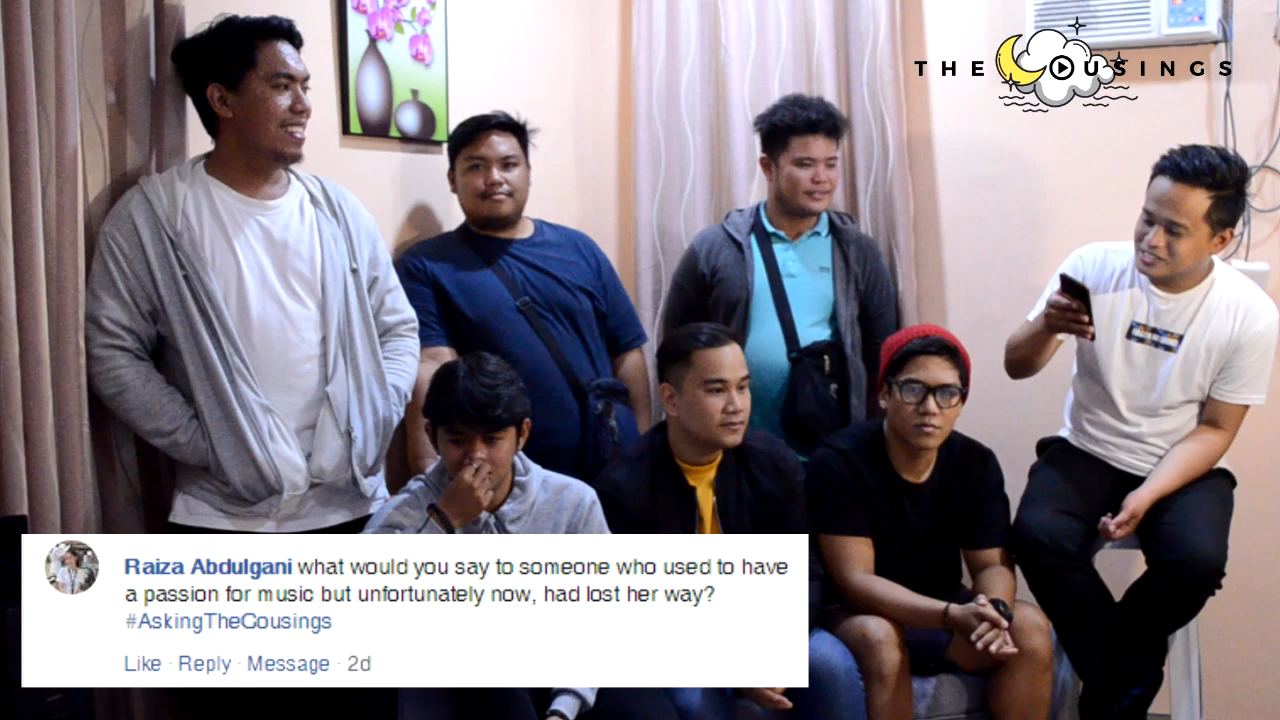 THE COUSINGS
Raiza Abdulgani what would you say to someone who used to have
a passion for music but unfortunately now, had lost her way?
#AskingTheCousings
Like · Reply · Message · 2d